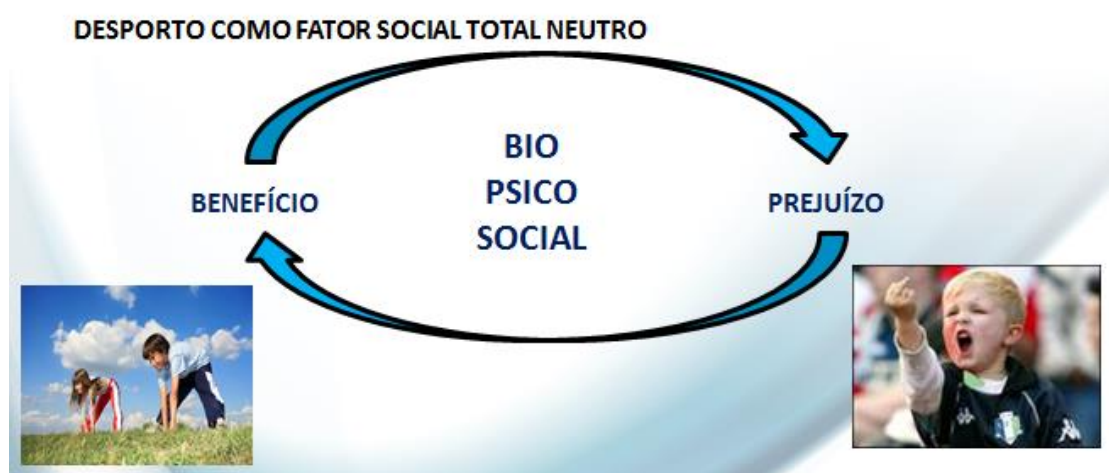 DESPORTO COMO FATOR SOCIAL TOTAL NEUTRO
BIO
PSICO
SOCIAL
BENEFÍCIO
PREJUÍZO